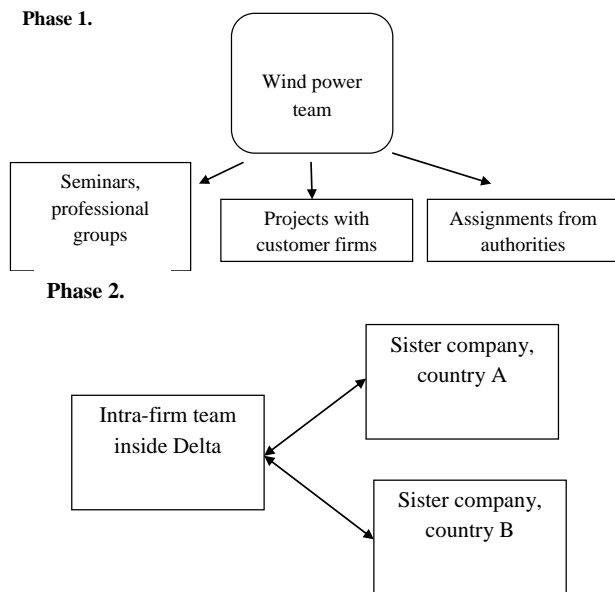 Phase 1.
Wind power
team
Seminars,
professional
groups
Projects with
customer firms
Assignments from
authorities
Phase 2.
Sister company,
country A
Intra-firm team
inside Delta
Sister company,
country B